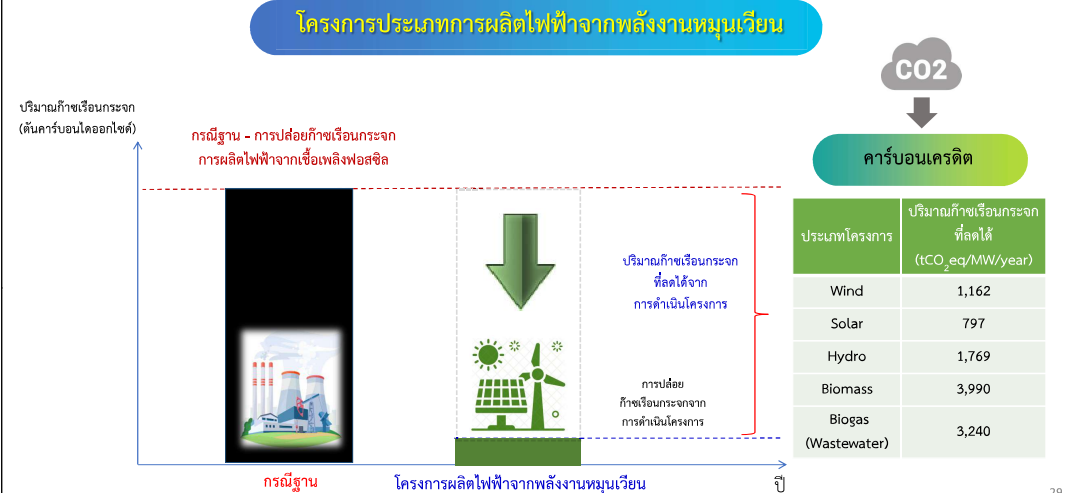 โครงการประเภทการผลิตไฟฟ้าจากพลังงานหมุนเวียน
CO2
ปริมาณก๊าซเรือนกระจก
(ตันคาร์บอนไดออกไซด์)
กรณีฐาน - การปล่อยก๊าซเรือนกระจก
การผลิตไฟฟ้าจากเชื้อเพลิงฟอสซิล
ปริมาณก๊าซเรือนกระจก
ที่ลดได้จาก
การดำเนินโครงการ
การปล่อย
ก๊าซเรือนกระจกจาก
การดำเนินโครงการ
กรณีฐาน
โครงการผลิตไฟฟ้าจากพลังงานหมุนเวียน
ปี
คาร์บอนเครดิต
ประเภทโครงการ
ปริมาณก๊าซเรือนกระจก
ที่ลดได้
(tCO2eq/MW/year)
Wind 1,162
Solar 797
Hydro 1,769
Biomass 3,990
Biogas
(Wastewater) 3,240
29